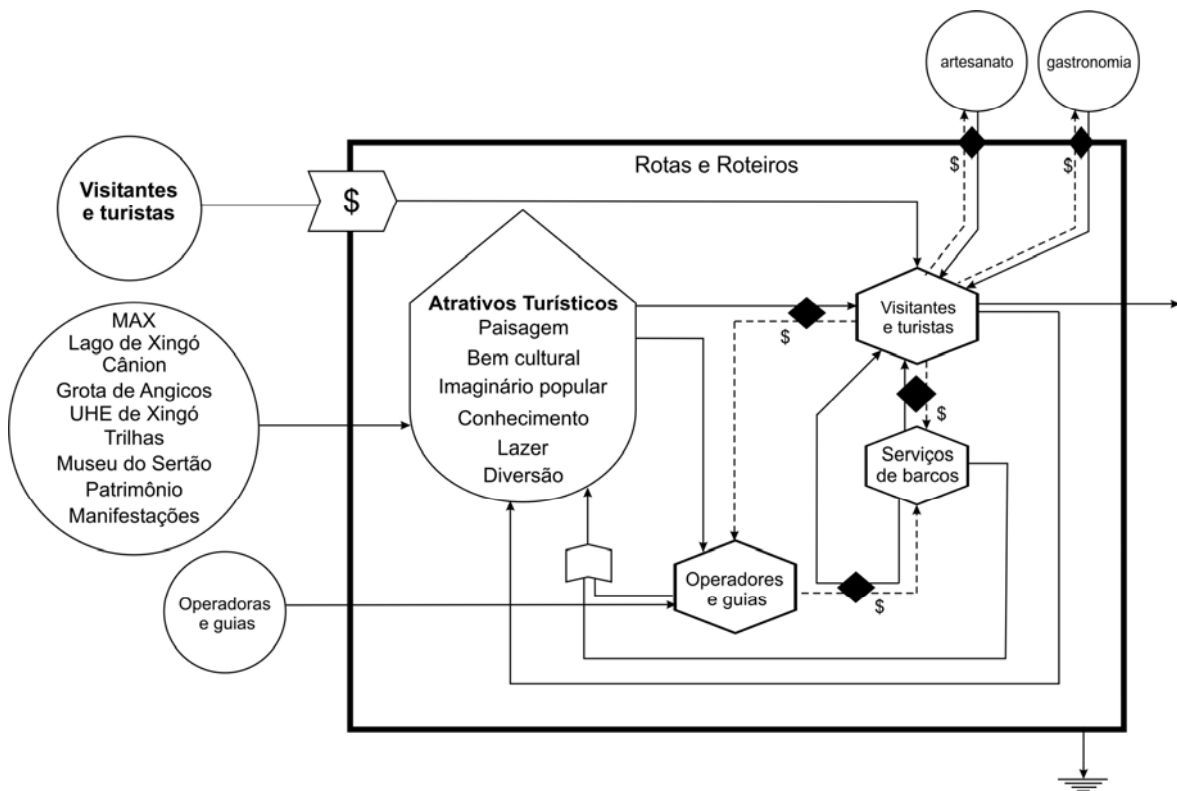 artesanato
gastronomia
Rotas e Roteiros
$
$
Visitantes
e turistas
$
Atrativos Turísticos
Paisagem
Bem cultural
Imaginário popular
Conhecimento
Lazer
Diversão
Visitantes
e turistas
$
$
MAX
Lago de Xingó
Cânion
Grota de Angicos
UHE de Xingó
Trilhas
Museu do Sertão
Patrimônio
Manifestações
Serviços
de barcos
Operadores
e guias
$
Operadoras
e guias